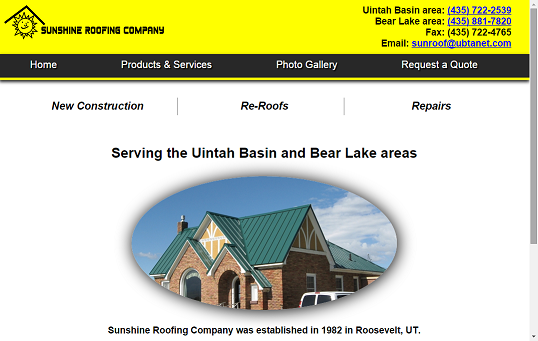 SUNSHINE ROOFING COMPANY
Uintah Basin area: (435) 722-2539
Bear Lake area: (435) 881-7820
Fax: (435) 722-4765
Email: sunroof@ubtanet.com
Home Products & Services Photo Gallery Request a Quote
New Construction Re-Roofs Repairs
Serving the Uintah Basin and Bear Lake areas
Sunshine Roofing Company was established in 1982 in Roosevelt, UT.